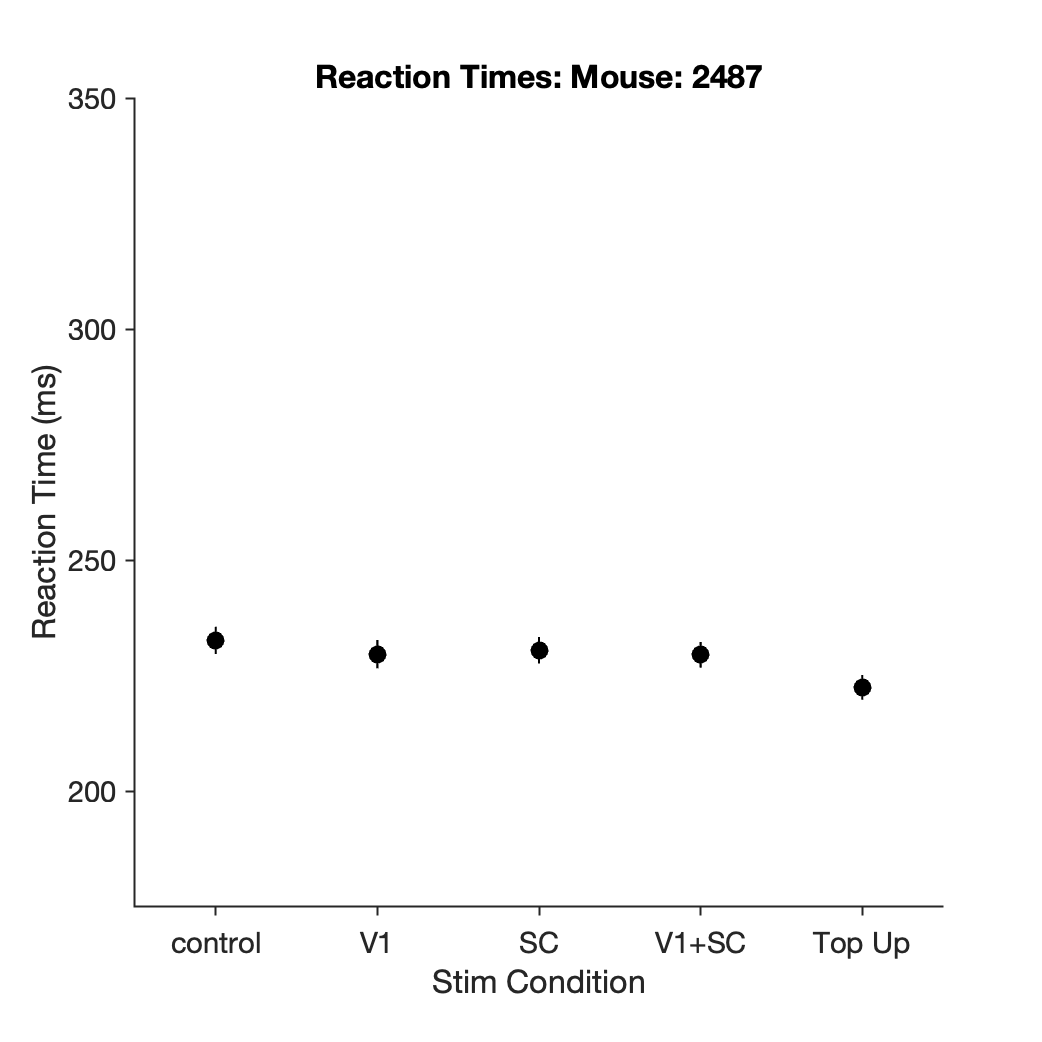 Reaction Times: Mouse: 2487
350
300
250
200
Reaction Time (ms)
control V1 SC V1+SC Top Up
Stim Condition